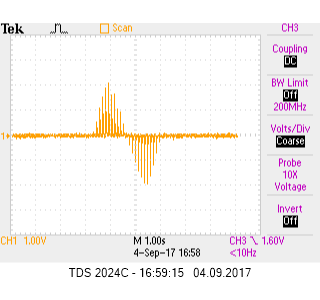 Tek Scan CH3
Coupling
DC
BW Limit
Off
200MHz
Volts/Div
Coarse
1
Probe
10X
Voltage
Invert
Off
CH1 1.00V M 1.00s CH3 1.60V
4-Sep-17 16:58 <10Hz
TDS 2024C - 16:59:15 04.09.2017